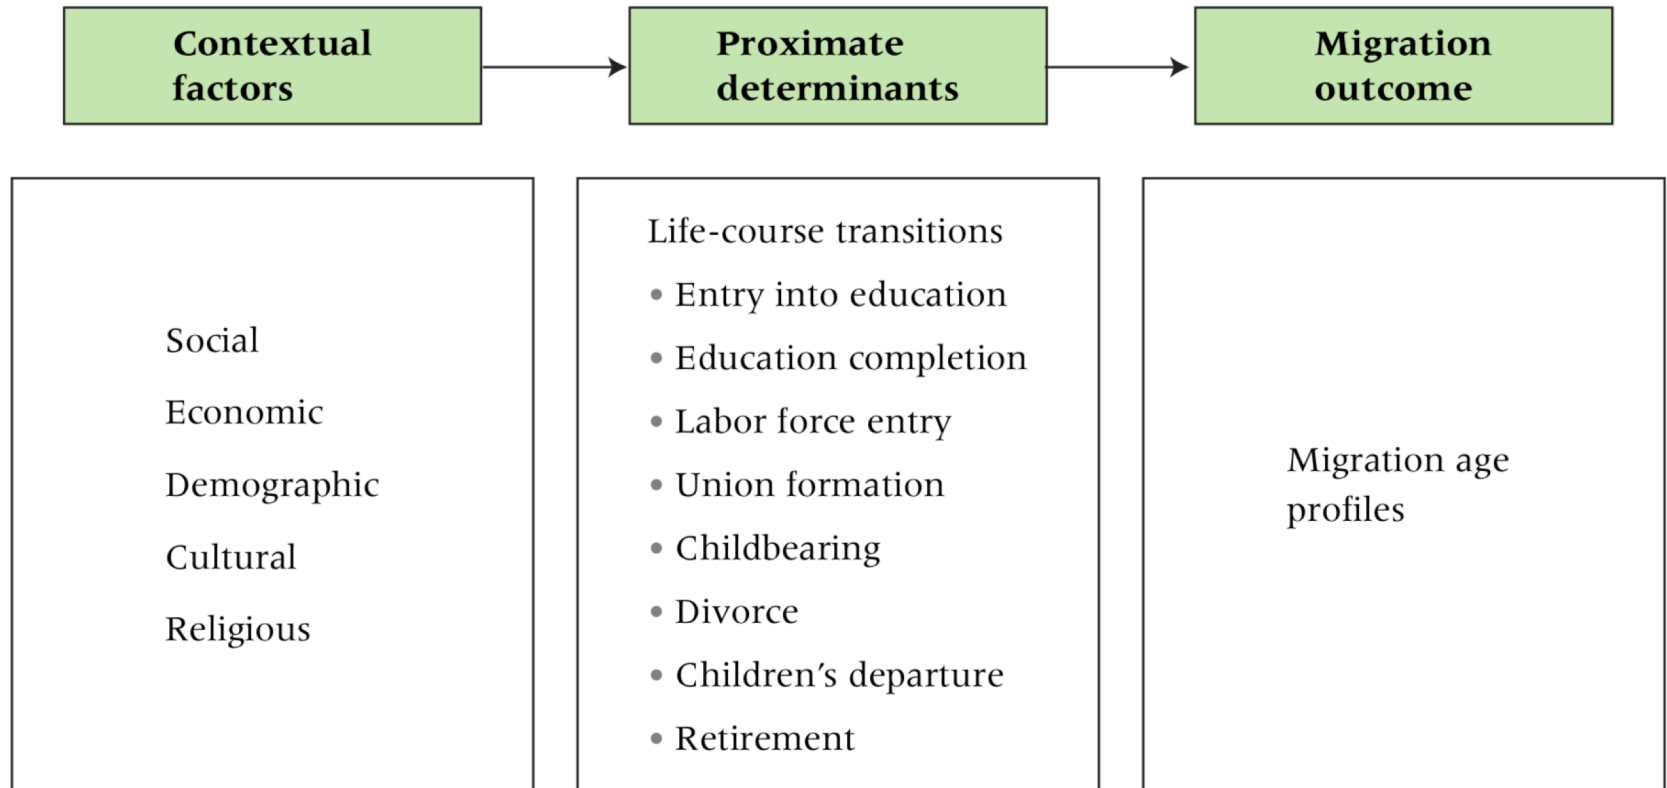 Contextual
factors
Proximate
determinants
Migration
outcome
Social
Economic
Demographic
Cultural
Religious
Life-course transitions
• Entry into education
• Education completion
• Labor force entry
• Union formation
• Childbearing
• Divorce
• Children’s departure
• Retirement
Migration age
profiles